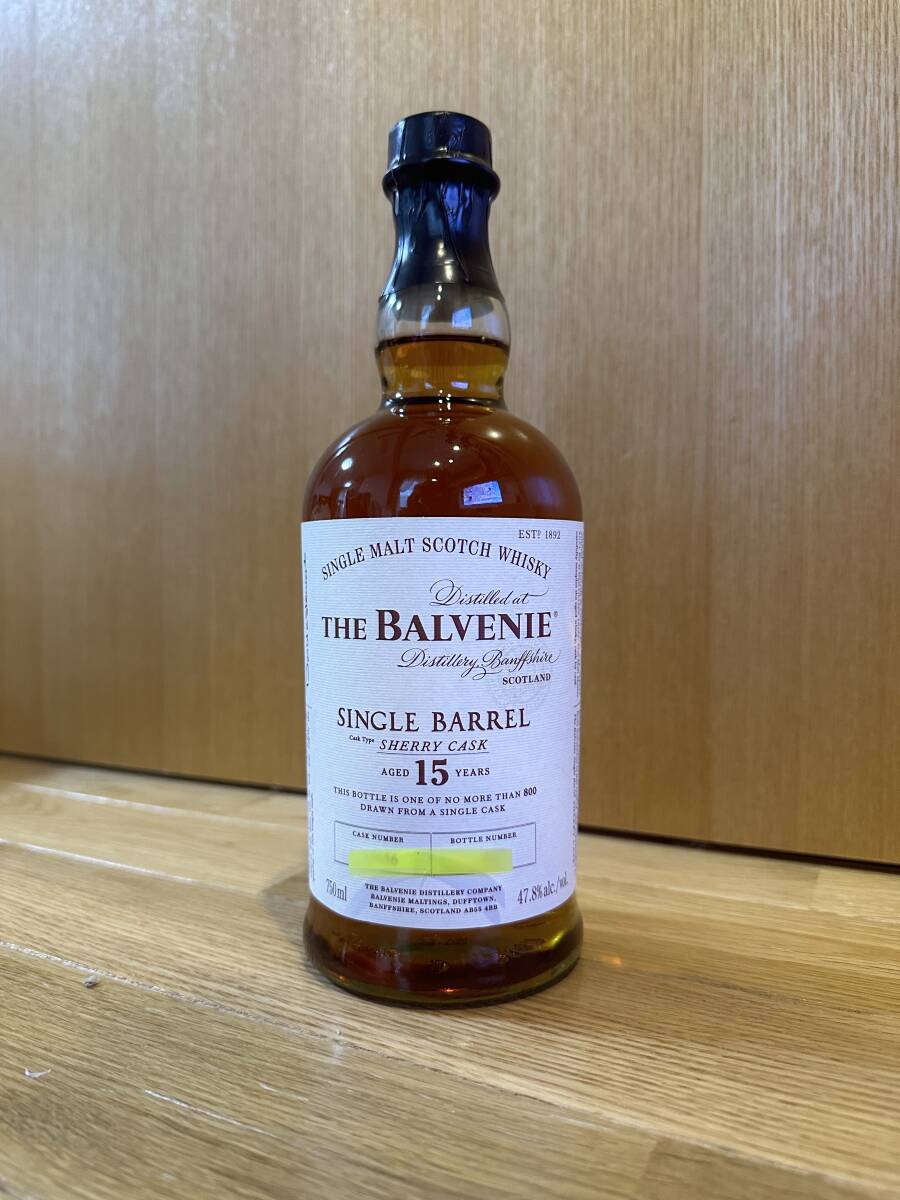 ESTD 1892
SINGLE MALT SCOTCH WHISKY
Distilled at
THE BALVENIE®
Distillery, Banffshire
SCOTLAND
SINGLE BARREL
Cask Type SHERRY CASK
AGED 15 YEARS
THIS BOTTLE IS ONE OF NO MORE THAN 800
DRAWN FROM A SINGLE CASK
CASK NUMBER BOTTLE NUMBER
750ml
THE BALVENIE DISTILLERY COMPANY
BALVENIE MALTINGS, DUFFTOWN,
BANFFSHIRE, SCOTLAND AB55 4BB
47.8% alc./vol.